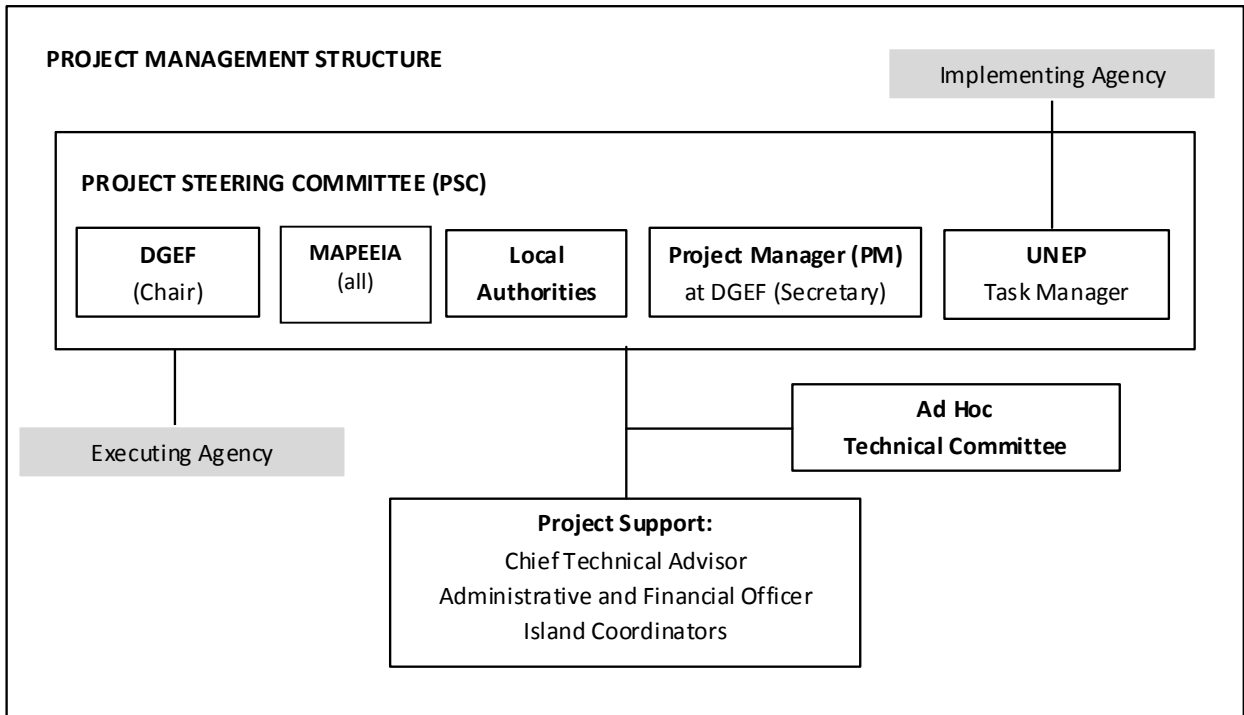 PROJECT MANAGEMENT STRUCTURE
Implementing Agency
PROJECT STEERING COMMITTEE (PSC)
DGEF
(Chair)
MAPEEIA
(all)
Local
Authorities
Project Manager (PM)
at DGEF (Secretary)
UNEP
Task Manager
Executing Agency
Ad Hoc
Technical Committee
Project Support:
Chief Technical Advisor
Administrative and Financial Officer
Island Coordinators